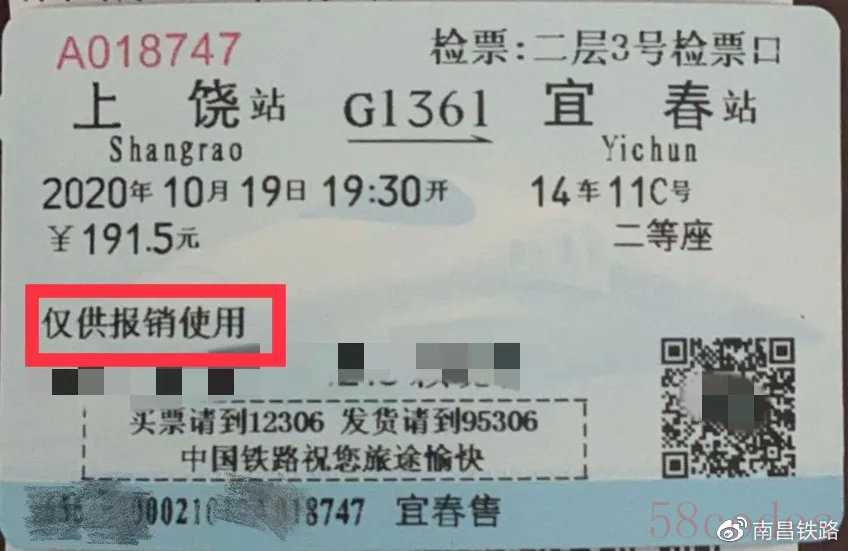 A018747 检票:二层3号检票口
上饶站 G1361 宜春站
Shangrao Yichun
2020年10月19日19:30开 14车11C号
￥191.5元 二等座
仅供报销使用
买票请到12306 发货请到95306
中国铁路祝您旅途愉快
018747 宜春售
@南昌铁路